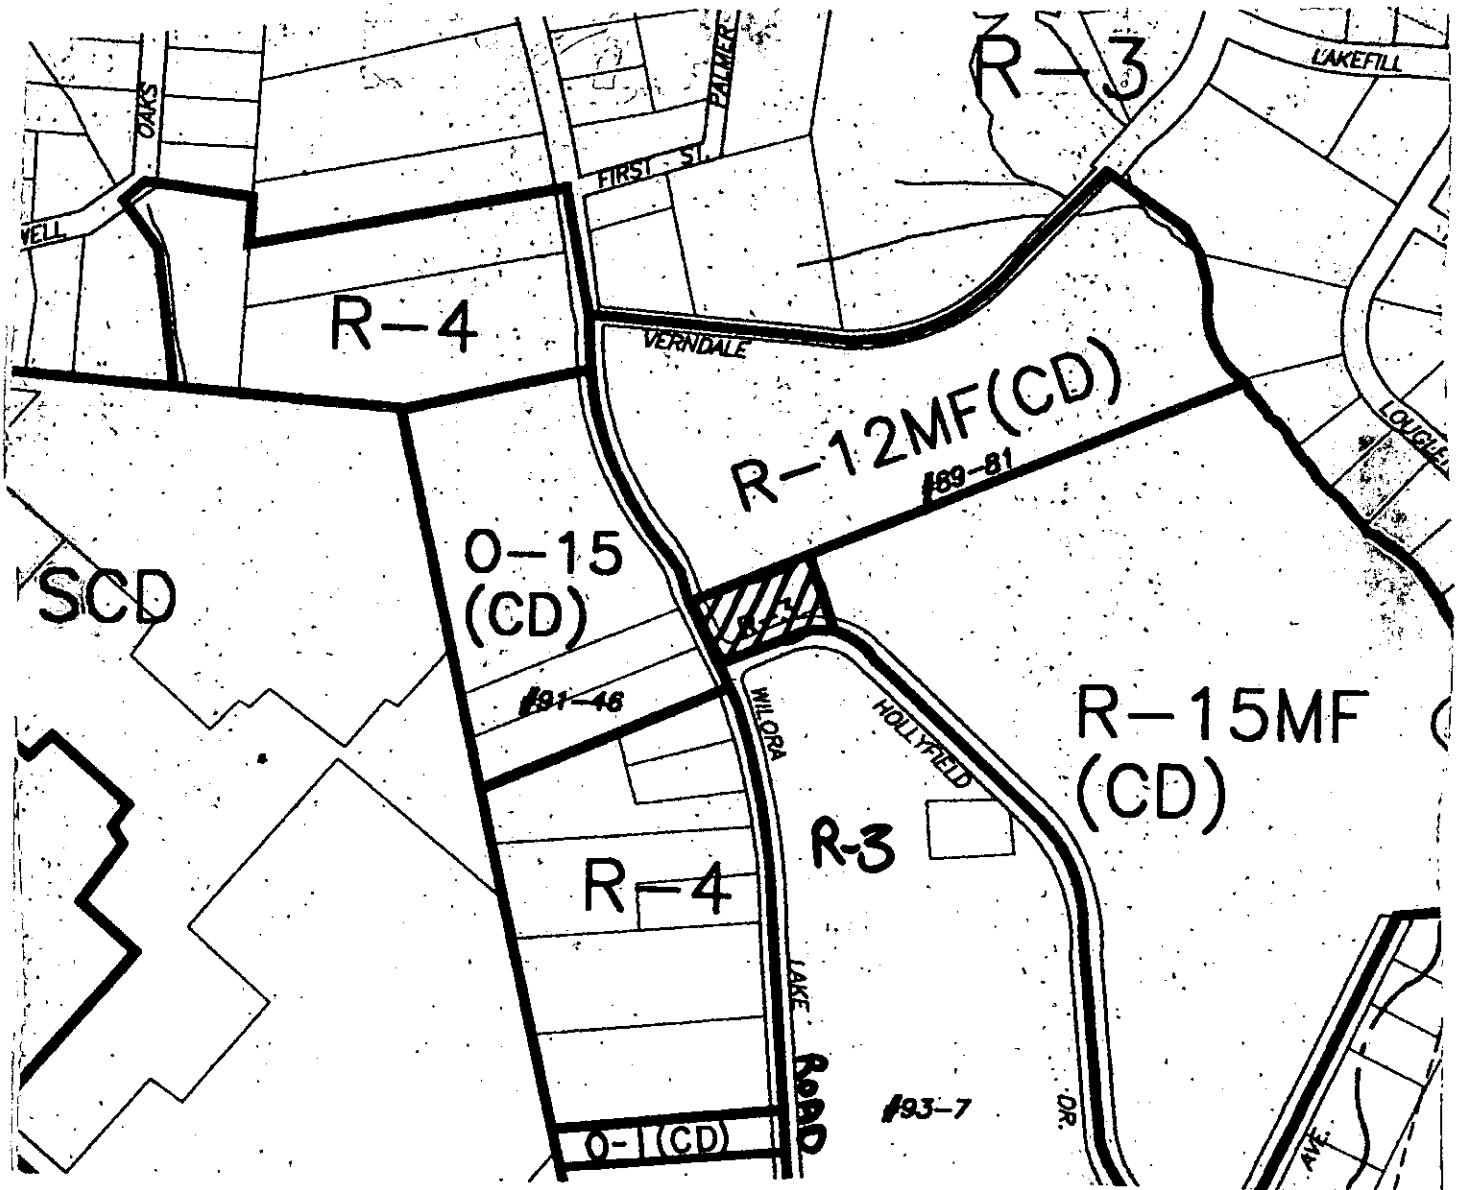 R-3
LAKEFILL
PALMER
OAKS
FIRST ST.
WELL
R-4
VERNDALE
R-12MF(CD)
#89-81
O-15
(CD)
SCD
#91-46
WILORA
HOLLYFIELD
R-15MF
(CD)
R-3
R-4
LAKE
ROAD
#93-7
DR.
O-1(CD)
AVE.